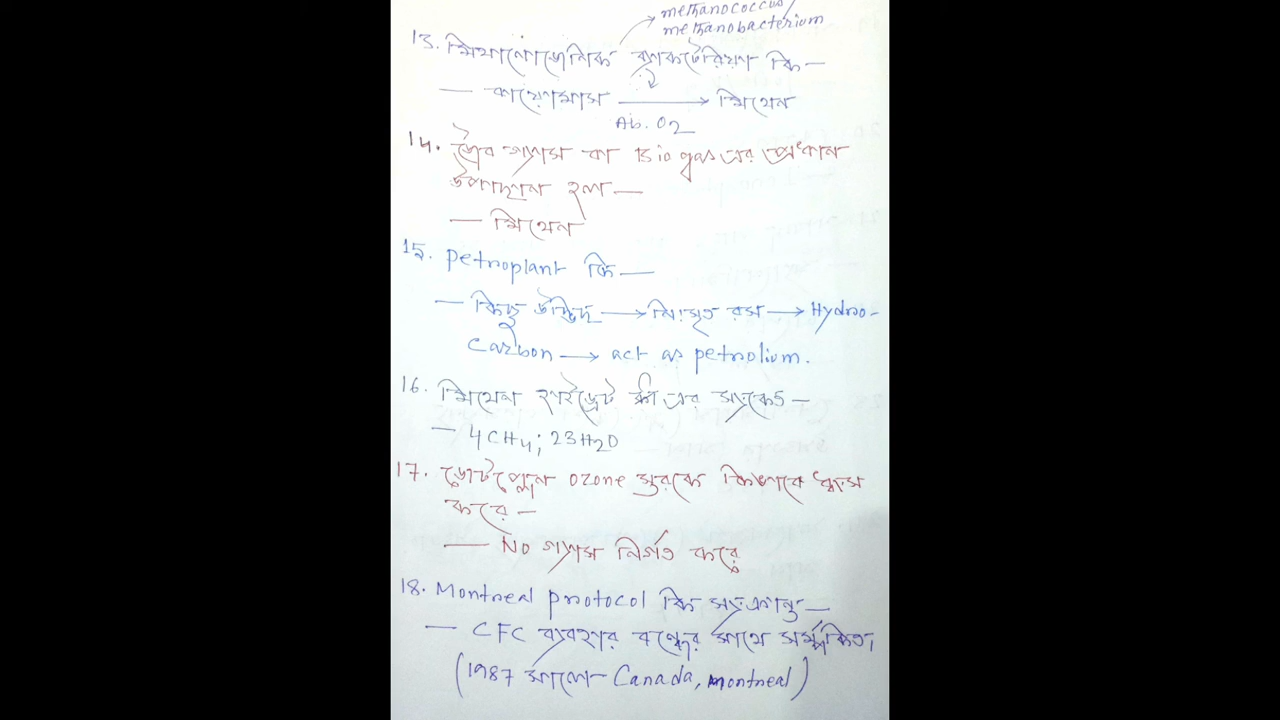 methanococcus/
methanobacterium
13. মিথানোজেনিক ব্যাকটেরিয়া কি—
— বায়োমাস → মিথেন
Ab. O2
14. জৈব গ্যাস বা Bio gas এর প্রধান
উপাদান হল—
— মিথেন
15. petroplant কি—
— কিছু উদ্ভিদ → নিঃসৃত রস → Hydro-
carbon → act as petrolium.
16. মিথেন হাইড্রেট এর সংকেত—
— 4CH4; 23H2O
17. জেটপ্লেন ozone স্তরকে কিভাবে ধ্বংস
করে—
— NO গ্যাস নির্গত করে
18. Montreal protocol কি সংক্রান্ত—
— CFC ব্যবহার বন্ধের সাথে সম্পর্কিত,
(1987 সালে- Canada, montreal)